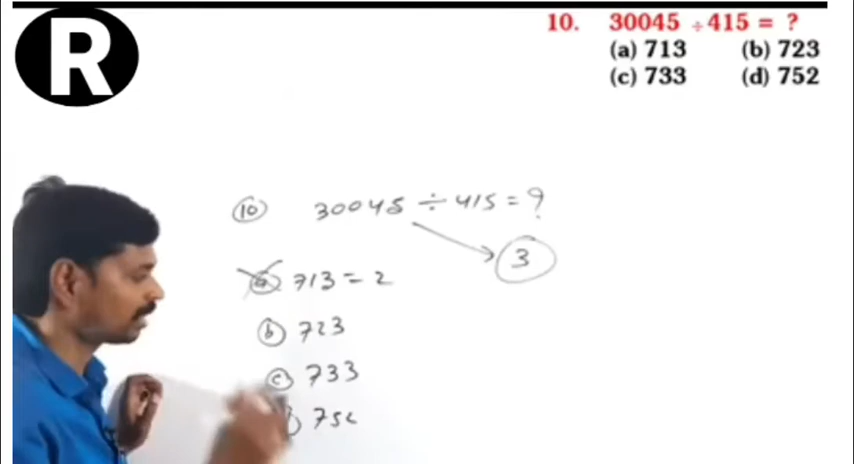 R
10. 30045 ÷ 415 = ?
(a) 713 (b) 723
(c) 733 (d) 752
⑩ 30045 ÷ 415 = ?
3
ⓐ 713 = 2
ⓑ 723
ⓒ 733